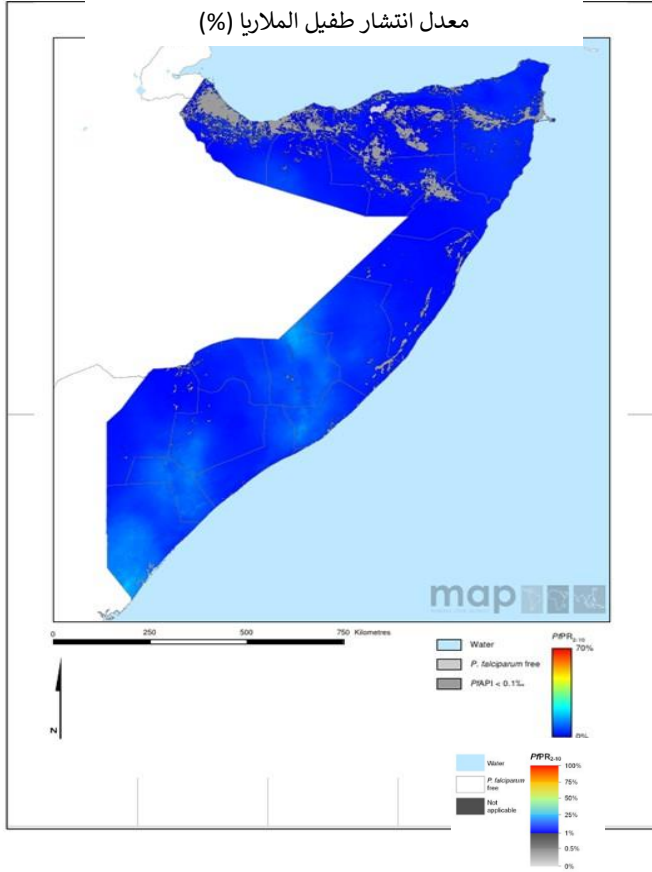 معدل انتشار طفيل الملاريا (%)
map
0 250 500 750 Kilometres
N
Water
P. falciparum free
PfAPI < 0.1‰
PfPR2-10
70%
0%
Water
P. falciparum
free
Not
applicable
PfPR2-10
100%
75%
50%
25%
1%
0.5%
0%